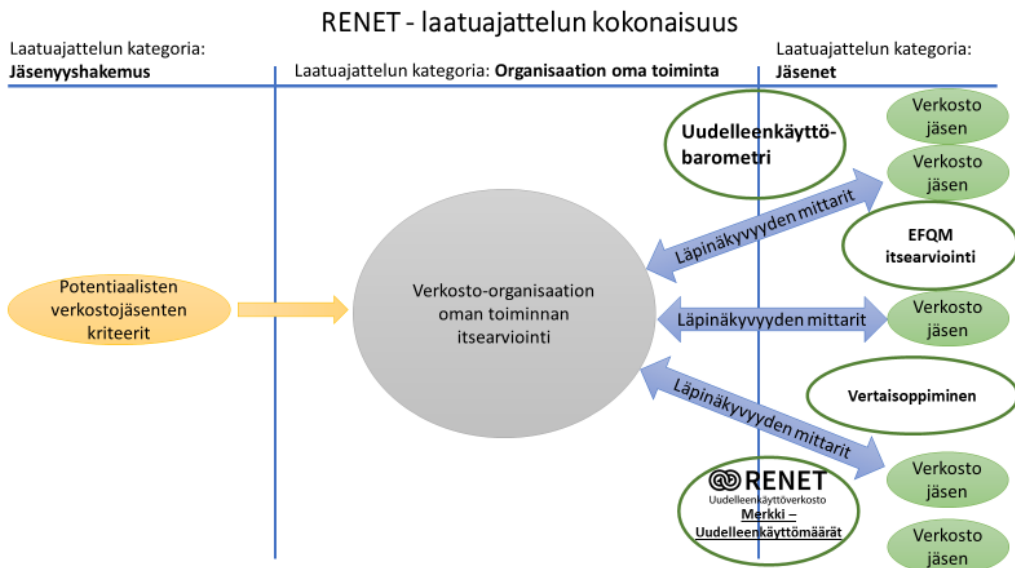 RENET - laatuajattelun kokonaisuus
Laatuajattelun kategoria:
Jäsenyyshakemus
Laatuajattelun kategoria: Organisaation oma toiminta
Laatuajattelun kategoria:
Jäsenet
Potentiaalisten
verkostojäsenten
kriteerit
Verkosto-organisaation
oman toiminnan
itsearviointi
Uudelleenkäyttö-
barometri
Läpinäkyvyyden mittarit
Läpinäkyvyyden mittarit
Läpinäkyvyyden mittarit
RENET
Uudelleenkäyttöverkosto
Merkki –
Uudelleenkäyttömäärät
Verkosto
jäsen
Verkosto
jäsen
EFQM
itsearviointi
Verkosto
jäsen
Vertaisoppiminen
Verkosto
jäsen
Verkosto
jäsen